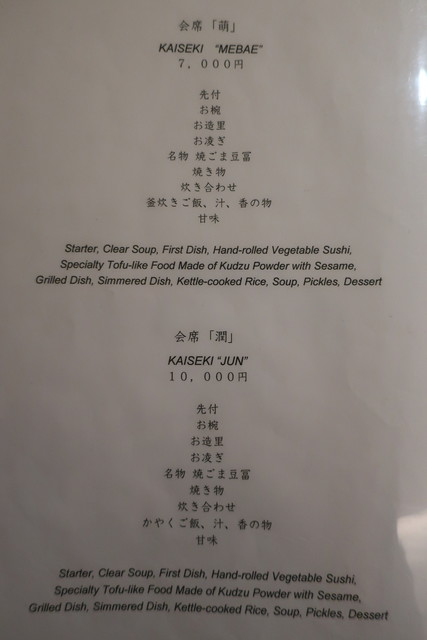 会席「萌」
KAISEKI "MEBAE"
7,000円
先付
お椀
お造里
お凌ぎ
名物 焼ごま豆冨
焼き物
炊き合わせ
釜炊きご飯、汁、香の物
甘味
Starter, Clear Soup, First Dish, Hand-rolled Vegetable Sushi,
Specialty Tofu-like Food Made of Kudzu Powder with Sesame,
Grilled Dish, Simmered Dish, Kettle-cooked Rice, Soup, Pickles, Dessert
会席「潤」
KAISEKI "JUN"
10,000円
先付
お椀
お造里
お凌ぎ
名物 焼ごま豆冨
焼き物
炊き合わせ
かやくご飯、汁、香の物
甘味
Starter, Clear Soup, First Dish, Hand-rolled Vegetable Sushi,
Specialty Tofu-like Food Made of Kudzu Powder with Sesame,
Grilled Dish, Simmered Dish, Kettle-cooked Rice, Soup, Pickles, Dessert